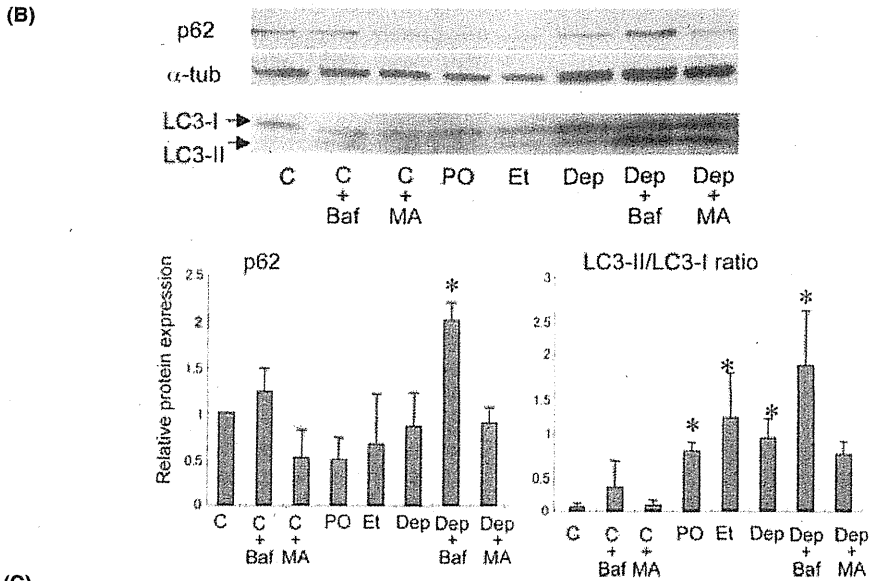 (B)
p62
α-tub
LC3-I
LC3-II
C C + Baf C + MA PO Et Dep Dep + Baf Dep + MA
p62
Relative protein expression
2.5
2
1.5
1
0.5
0
*
C C + Baf C + MA PO Et Dep Dep + Baf Dep + MA
LC3-II/LC3-I ratio
3
2.5
2
1.5
1
0.5
0
* * * *
C C + Baf C + MA PO Et Dep Dep + Baf Dep + MA
(C)